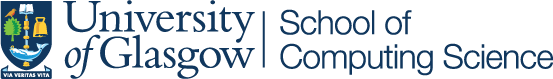 University
of Glasgow
School of
Computing Science
VIA VERITAS VITA